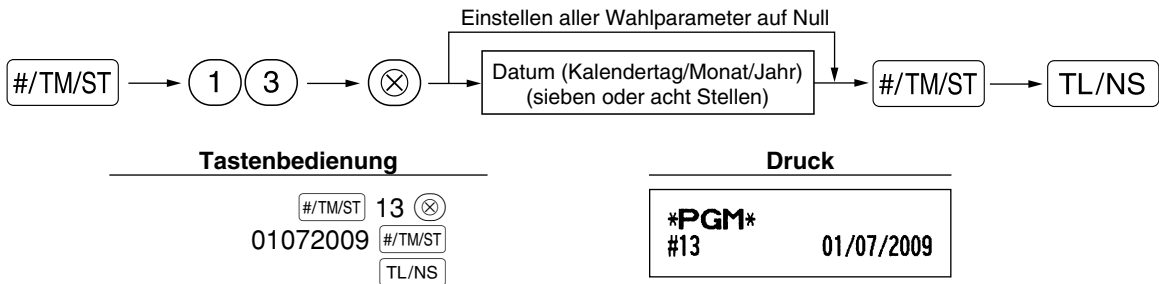 Einstellen aller Wahlparameter auf Null
#/TM/ST 1 3 ⊗ Datum (Kalendertag/Monat/Jahr) #/TM/ST TL/NS
(sieben oder acht Stellen)
Tastenbedienung Druck
#/TM/ST 13 ⊗
01072009 #/TM/ST
TL/NS
*PGM*
#13 01/07/2009